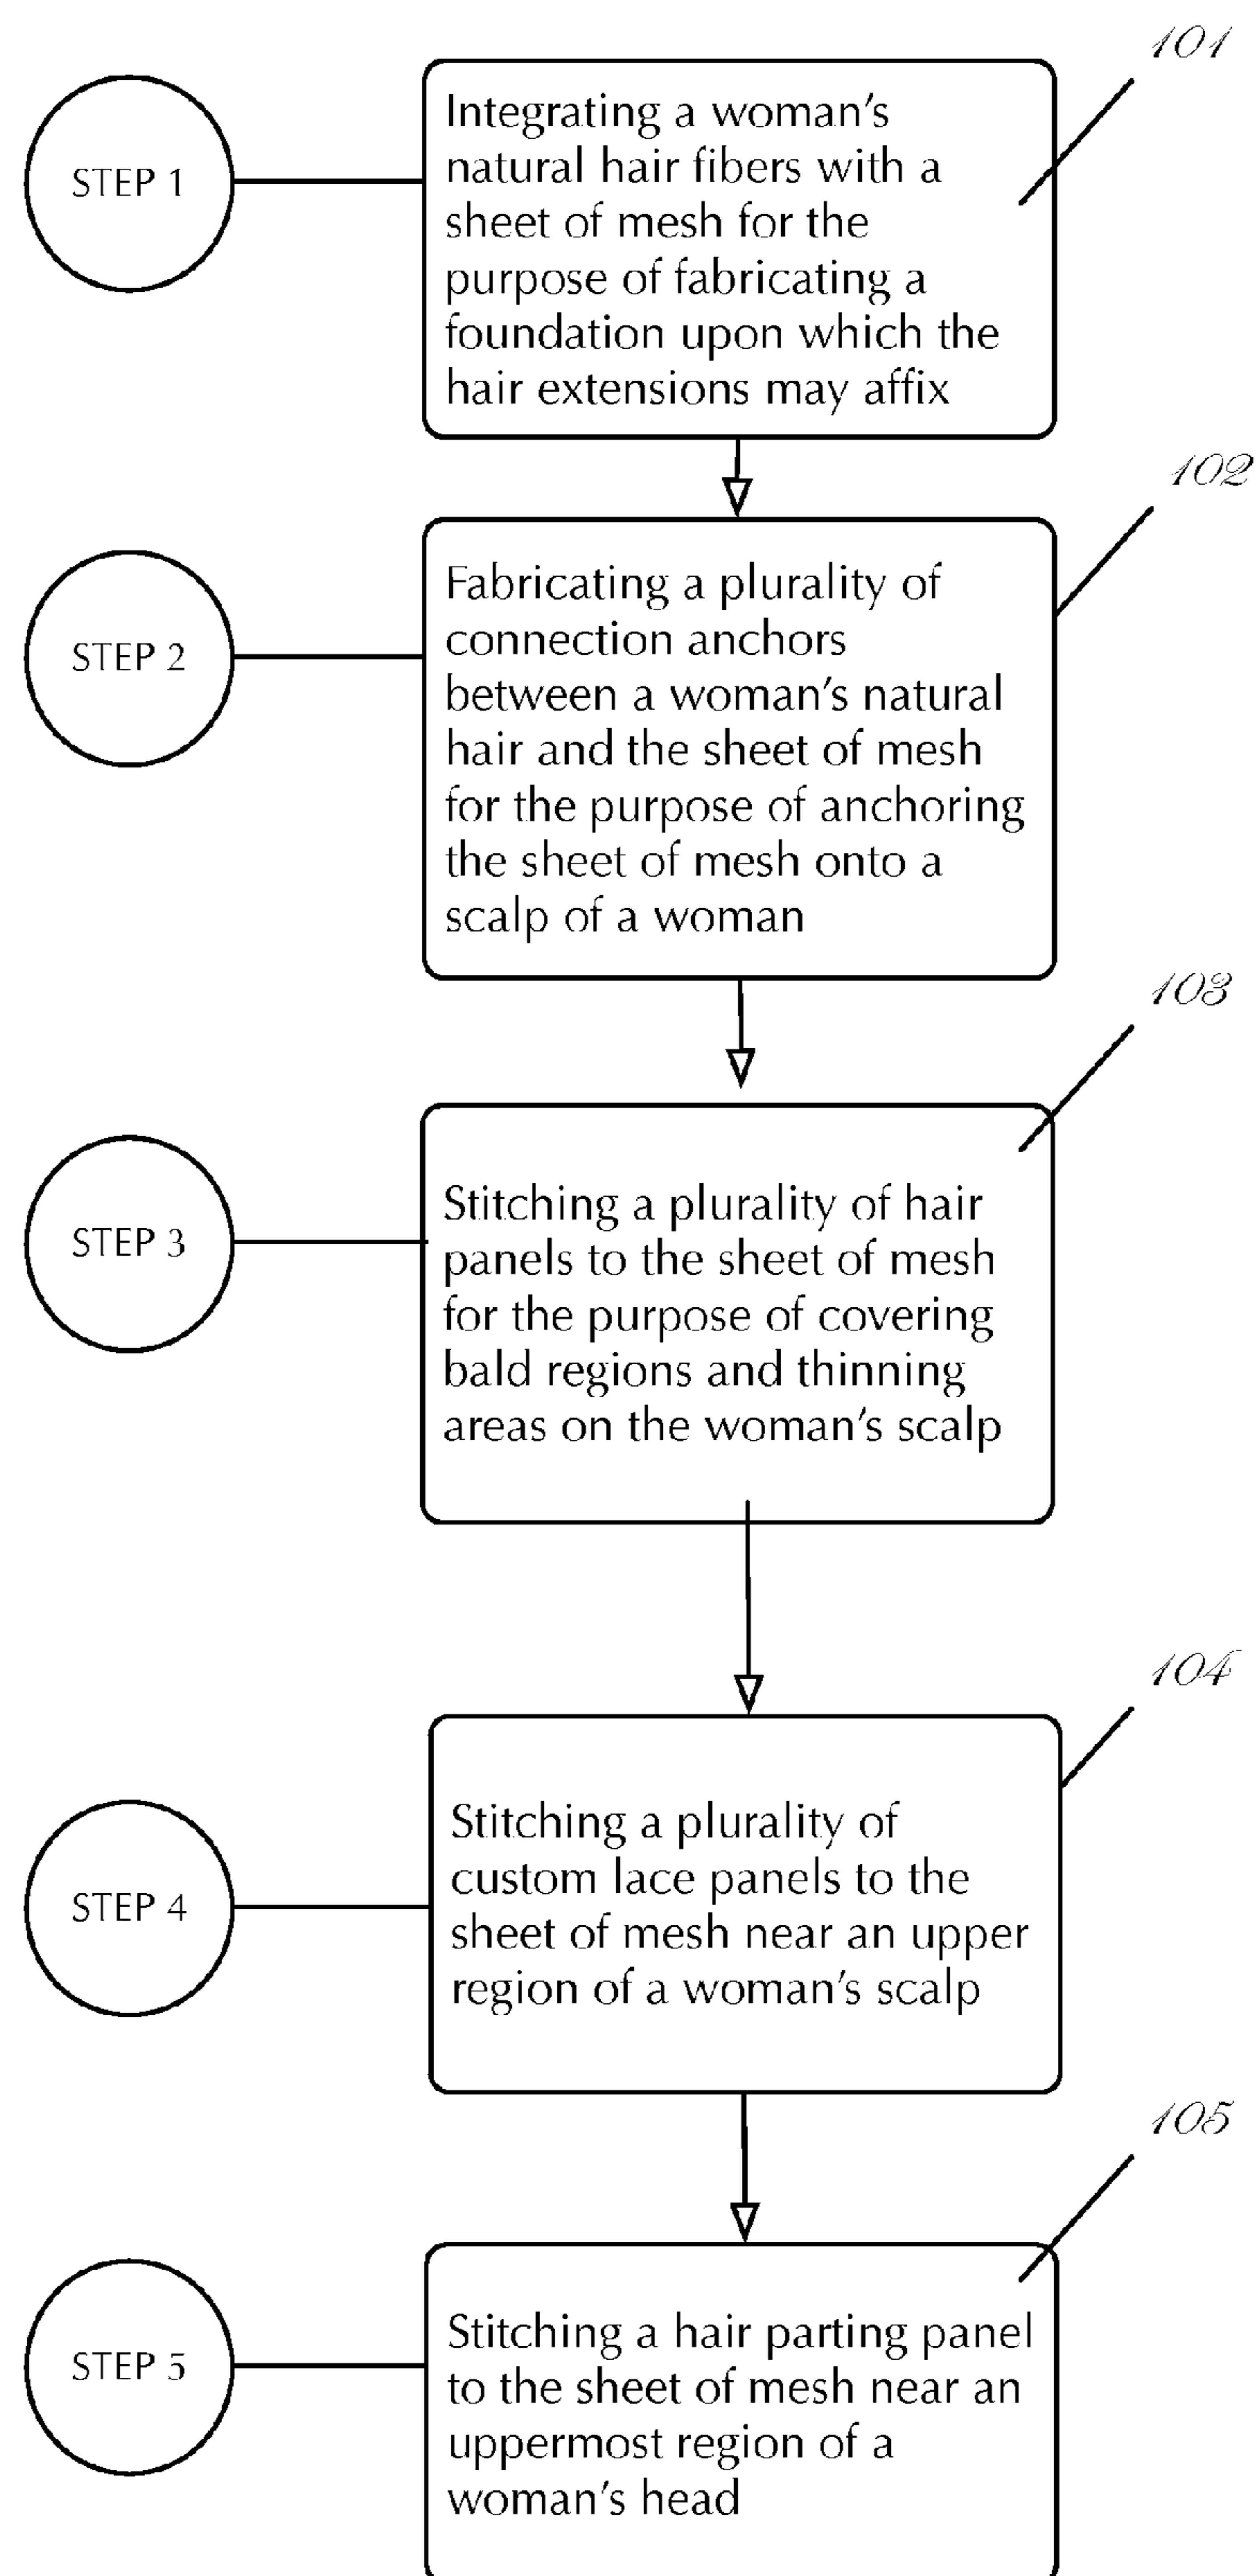 101
STEP 1
Integrating a woman's
natural hair fibers with a
sheet of mesh for the
purpose of fabricating a
foundation upon which the
hair extensions may affix
102
STEP 2
Fabricating a plurality of
connection anchors
between a woman's natural
hair and the sheet of mesh
for the purpose of anchoring
the sheet of mesh onto a
scalp of a woman
103
STEP 3
Stitching a plurality of hair
panels to the sheet of mesh
for the purpose of covering
bald regions and thinning
areas on the woman's scalp
104
STEP 4
Stitching a plurality of
custom lace panels to the
sheet of mesh near an upper
region of a woman's scalp
105
STEP 5
Stitching a hair parting panel
to the sheet of mesh near an
uppermost region of a
woman's head